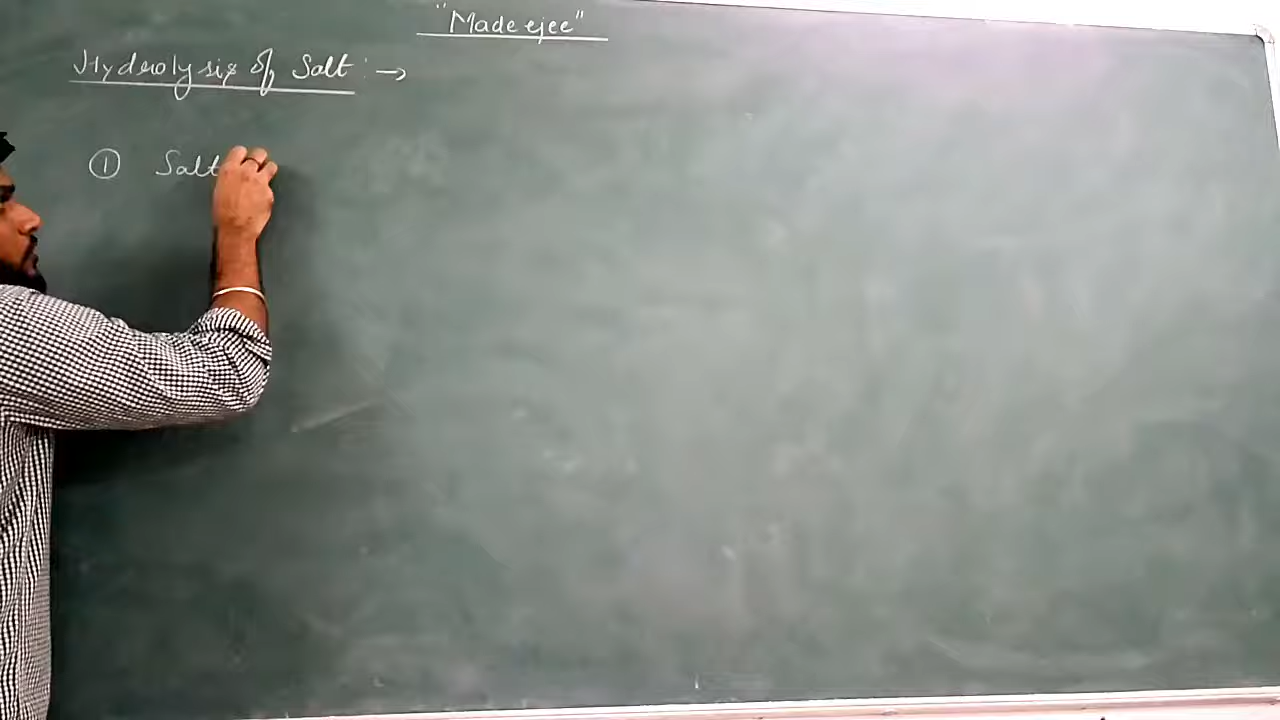 "Made ejee"
Hydrolysis of Salt : →
① Salt